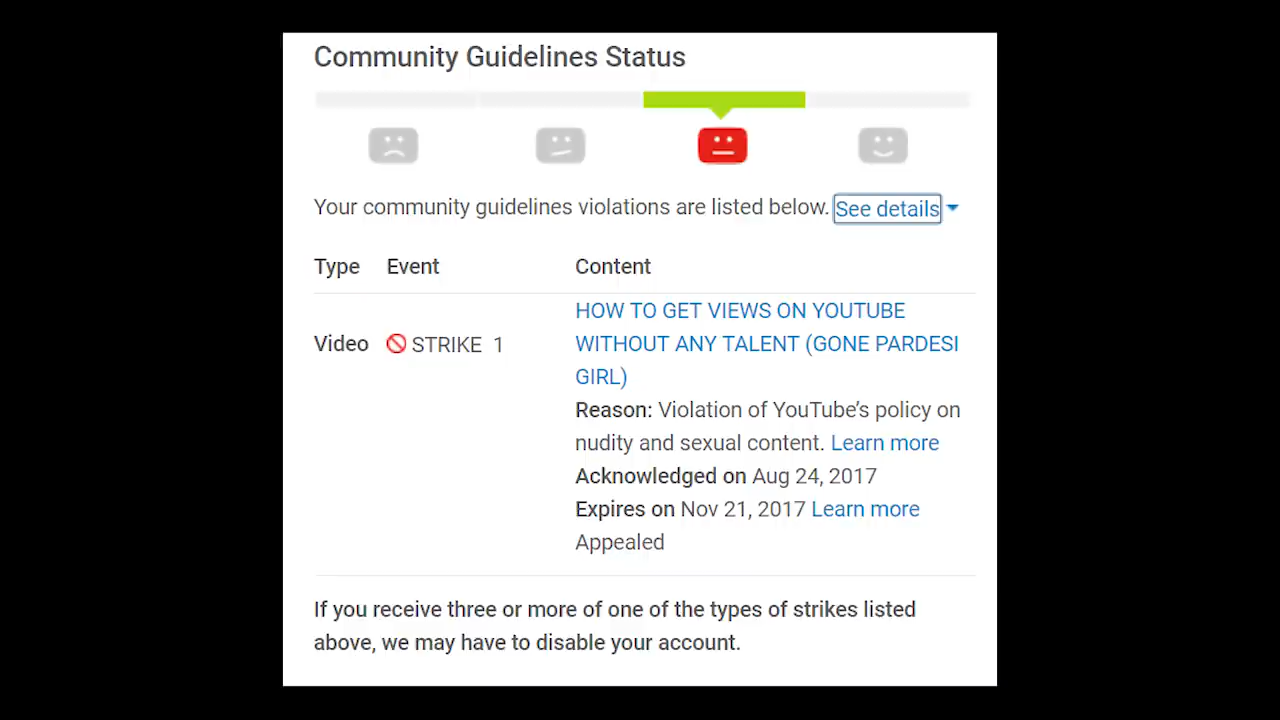 Community Guidelines Status
Your community guidelines violations are listed below. See details
Type Event Content
HOW TO GET VIEWS ON YOUTUBE
Video STRIKE 1 WITHOUT ANY TALENT (GONE PARDESI
GIRL)
Reason: Violation of YouTube’s policy on
nudity and sexual content. Learn more
Acknowledged on Aug 24, 2017
Expires on Nov 21, 2017 Learn more
Appealed
If you receive three or more of one of the types of strikes listed
above, we may have to disable your account.